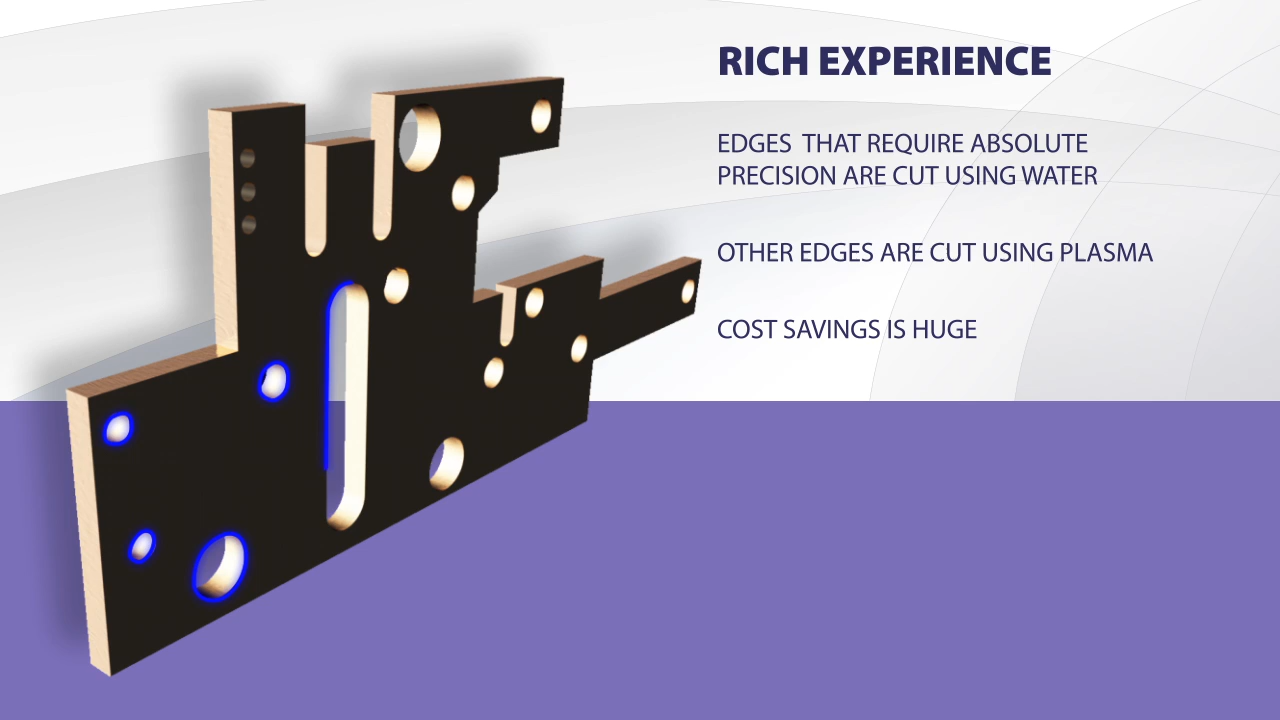 RICH EXPERIENCE
EDGES THAT REQUIRE ABSOLUTE
PRECISION ARE CUT USING WATER
OTHER EDGES ARE CUT USING PLASMA
COST SAVINGS IS HUGE